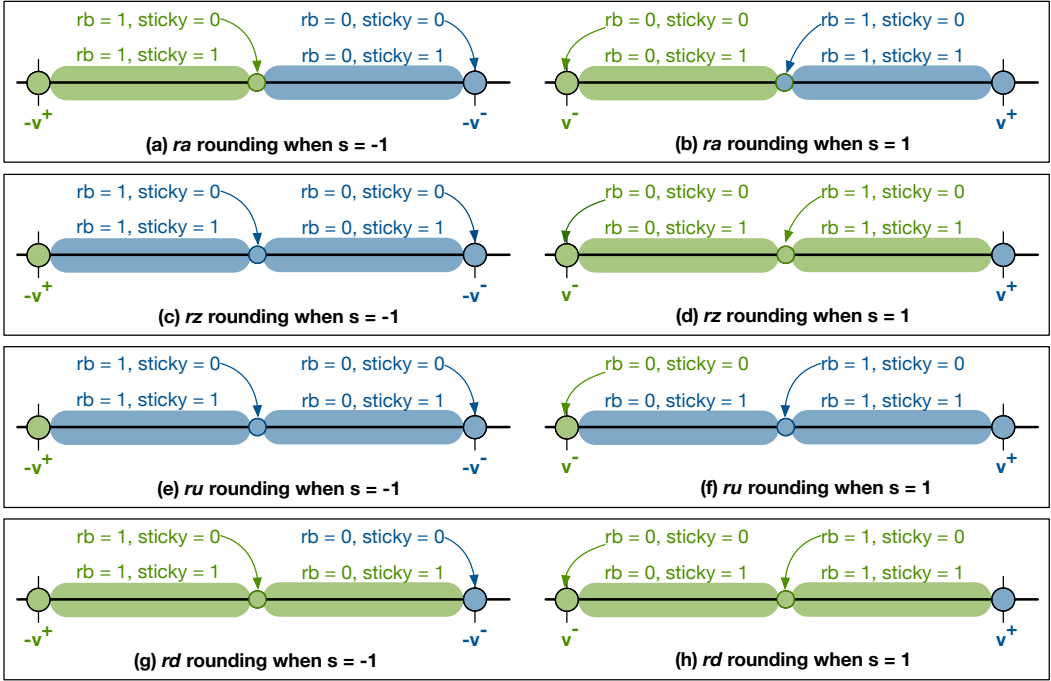 rb = 1, sticky = 0 rb = 0, sticky = 0
rb = 1, sticky = 1 rb = 0, sticky = 1
-v+ -v-
(a) ra rounding when s = -1
rb = 0, sticky = 0 rb = 1, sticky = 0
rb = 0, sticky = 1 rb = 1, sticky = 1
v- v+
(b) ra rounding when s = 1
rb = 1, sticky = 0 rb = 0, sticky = 0
rb = 1, sticky = 1 rb = 0, sticky = 1
-v+ -v-
(c) rz rounding when s = -1
rb = 0, sticky = 0 rb = 1, sticky = 0
rb = 0, sticky = 1 rb = 1, sticky = 1
v- v+
(d) rz rounding when s = 1
rb = 1, sticky = 0 rb = 0, sticky = 0
rb = 1, sticky = 1 rb = 0, sticky = 1
-v+ -v-
(e) ru rounding when s = -1
rb = 0, sticky = 0 rb = 1, sticky = 0
rb = 0, sticky = 1 rb = 1, sticky = 1
v- v+
(f) ru rounding when s = 1
rb = 1, sticky = 0 rb = 0, sticky = 0
rb = 1, sticky = 1 rb = 0, sticky = 1
-v+ -v-
(g) rd rounding when s = -1
rb = 0, sticky = 0 rb = 1, sticky = 0
rb = 0, sticky = 1 rb = 1, sticky = 1
v- v+
(h) rd rounding when s = 1